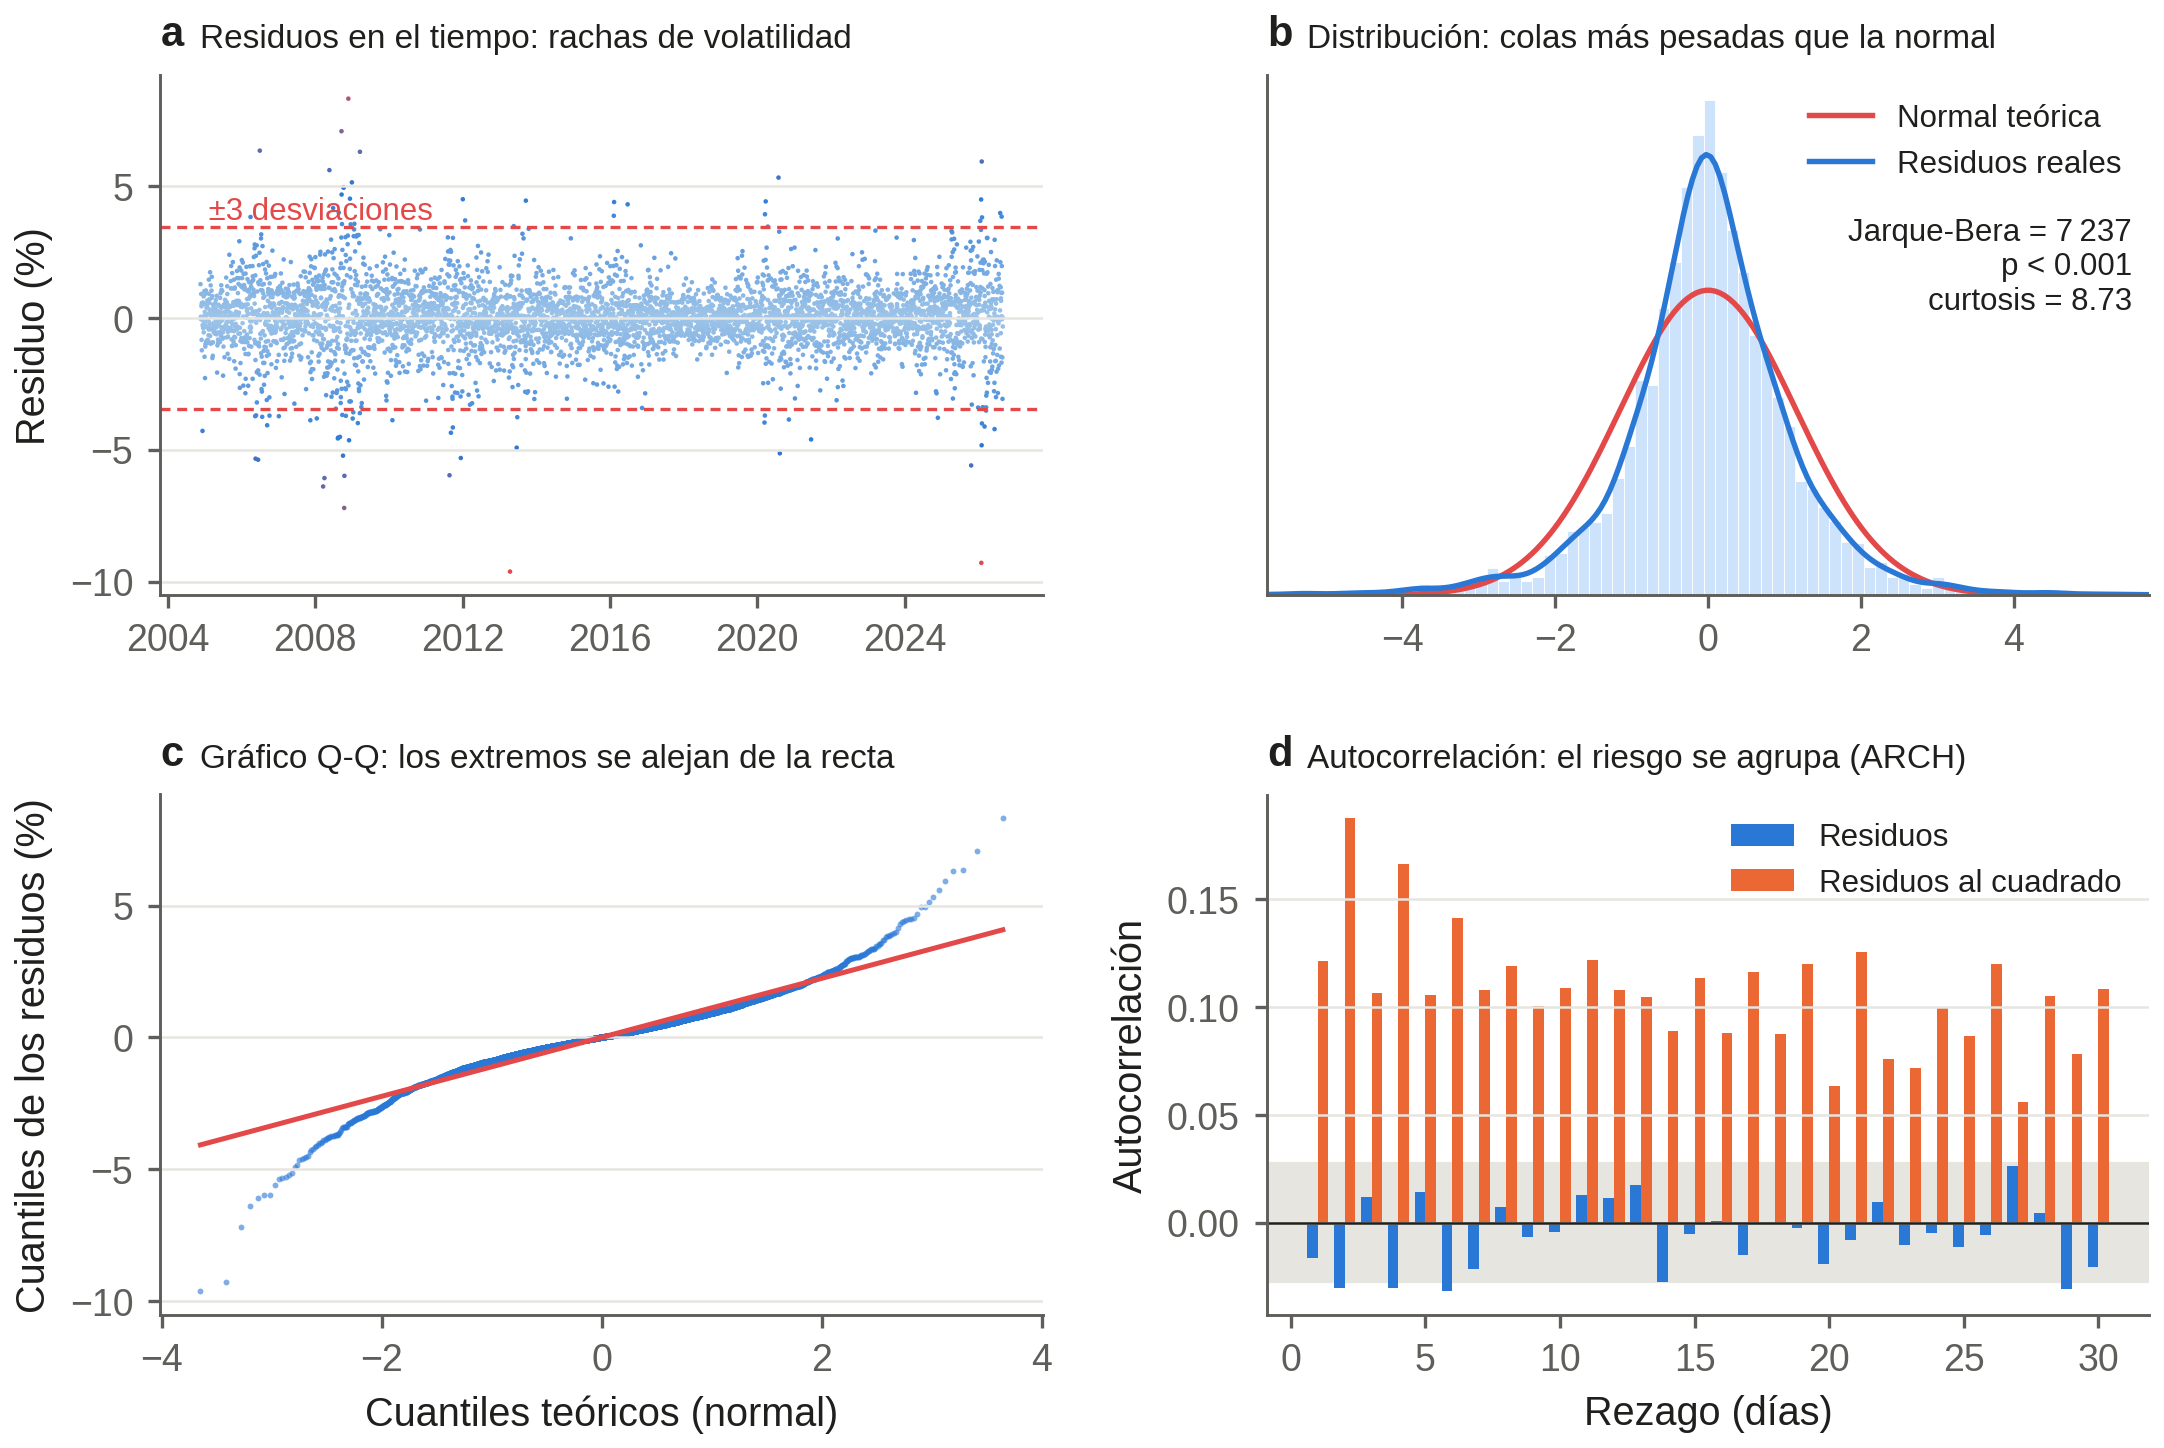 a Residuos en el tiempo: rachas de volatilidad
Residuo (%)
5
0
−5
−10
±3 desviaciones
2004 2008 2012 2016 2020 2024
b Distribución: colas más pesadas que la normal
Normal teórica
Residuos reales
Jarque-Bera = 7 237
p < 0.001
curtosis = 8.73
−4 −2 0 2 4
c Gráfico Q-Q: los extremos se alejan de la recta
Cuantiles de los residuos (%)
5
0
−5
−10
−4 −2 0 2 4
Cuantiles teóricos (normal)
d Autocorrelación: el riesgo se agrupa (ARCH)
Residuos
Residuos al cuadrado
Autocorrelación
0.15
0.10
0.05
0.00
0 5 10 15 20 25 30
Rezago (días)